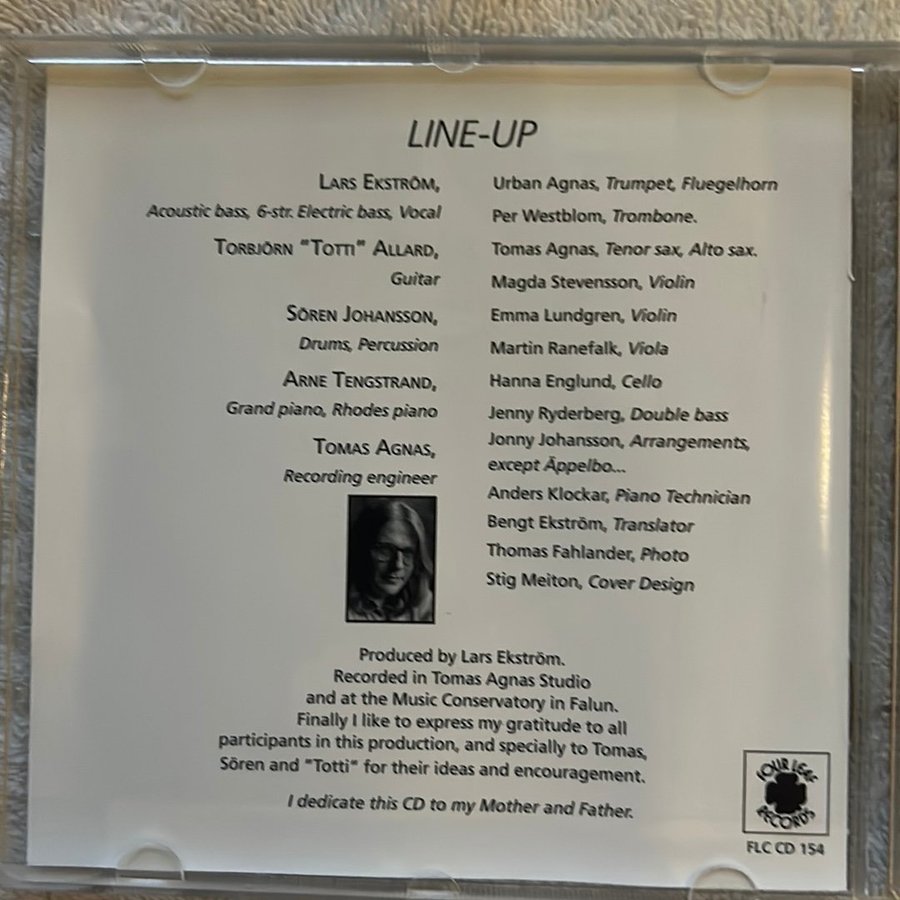 LINE-UP
LARS EKSTRÖM,
Acoustic bass, 6-str. Electric bass, Vocal
TORBJÖRN "TOTTI" ALLARD,
Guitar
SÖREN JOHANSSON,
Drums, Percussion
ARNE TENGSTRAND,
Grand piano, Rhodes piano
TOMAS AGNAS,
Recording engineer
Urban Agnas, Trumpet, Fluegelhorn
Per Westblom, Trombone.
Tomas Agnas, Tenor sax, Alto sax.
Magda Stevensson, Violin
Emma Lundgren, Violin
Martin Ranefalk, Viola
Hanna Englund, Cello
Jenny Ryderberg, Double bass
Jonny Johansson, Arrangements,
except Äppelbo...
Anders Klockar, Piano Technician
Bengt Ekström, Translator
Thomas Fahlander, Photo
Stig Meiton, Cover Design
Produced by Lars Ekström.
Recorded in Tomas Agnas Studio
and at the Music Conservatory in Falun.
Finally I like to express my gratitude to all
participants in this production, and specially to Tomas,
Sören and "Totti" for their ideas and encouragement.
I dedicate this CD to my Mother and Father.
FOUR LEAF
RECORDS
FLC CD 154